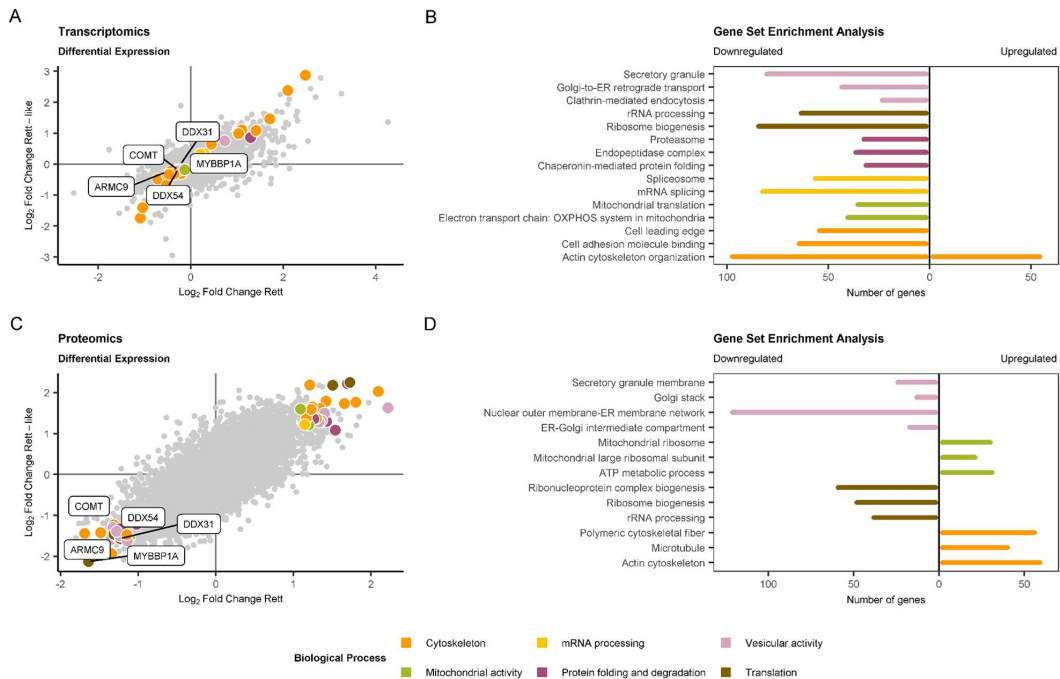 A
Transcriptomics
Differential Expression
Log2 Fold Change Rett – like
3
2
1
0
-1
-2
-3
DDX31
COMT
MYBBP1A
ARMC9
DDX54
-2
0
2
4
Log2 Fold Change Rett
B
Gene Set Enrichment Analysis
Downregulated
Upregulated
Secretory granule
Golgi-to-ER retrograde transport
Clathrin-mediated endocytosis
rRNA processing
Ribosome biogenesis
Proteasome
Endopeptidase complex
Chaperonin-mediated protein folding
Spliceosome
mRNA splicing
Mitochondrial translation
Electron transport chain: OXPHOS system in mitochondria
Cell leading edge
Cell adhesion molecule binding
Actin cytoskeleton organization
100
50
0
50
Number of genes
C
Proteomics
Differential Expression
Log2 Fold Change Rett – like
2
1
0
-1
-2
COMT
DDX54
DDX31
ARMC9
MYBBP1A
-2
-1
0
1
2
Log2 Fold Change Rett
D
Gene Set Enrichment Analysis
Downregulated
Upregulated
Secretory granule membrane
Golgi stack
Nuclear outer membrane-ER membrane network
ER-Golgi intermediate compartment
Mitochondrial ribosome
Mitochondrial large ribosomal subunit
ATP metabolic process
Ribonucleoprotein complex biogenesis
Ribosome biogenesis
rRNA processing
Polymeric cytoskeletal fiber
Microtubule
Actin cytoskeleton
100
50
0
50
Number of genes
Biological Process
Cytoskeleton
mRNA processing
Vesicular activity
Mitochondrial activity
Protein folding and degradation
Translation